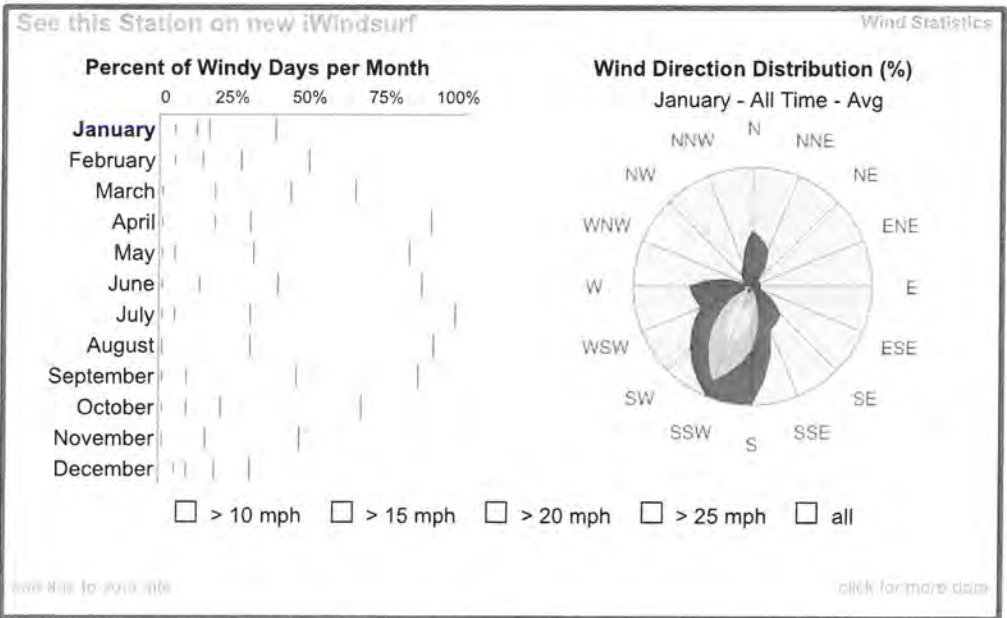 See this Station on new iWindsurf
Wind Statistics
Percent of Windy Days per Month
0 25% 50% 75% 100%
January
February
March
April
May
June
July
August
September
October
November
December
Wind Direction Distribution (%)
January - All Time - Avg
N
NNW NNE
NW NE
WNW ENE
W E
WSW ESE
SW SE
SSW SSE
S
> 10 mph > 15 mph > 20 mph > 25 mph all
to your site
click for more data